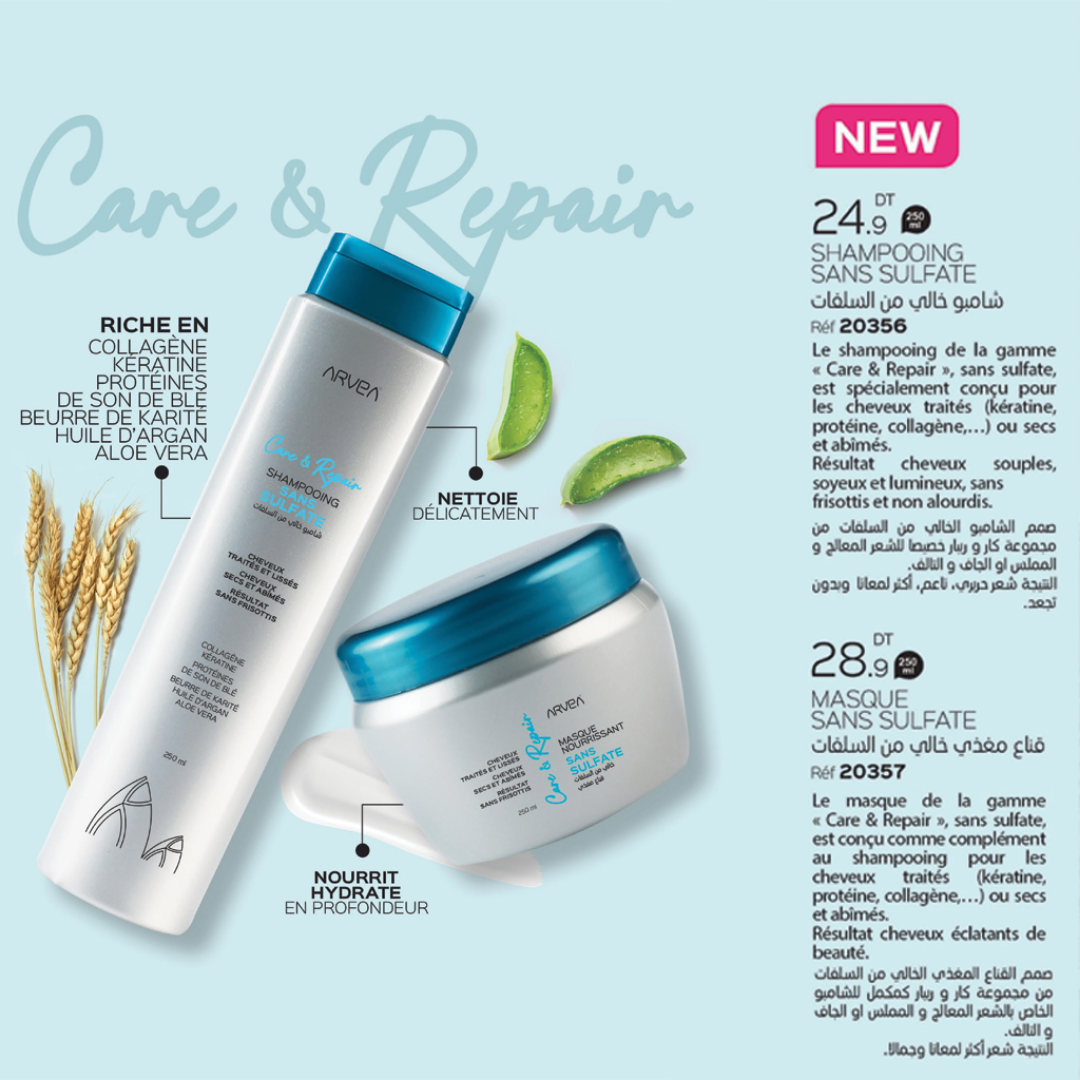 Care & Repair
RICHE EN
COLLAGÈNE
KÉRATINE
PROTÉINES
DE SON DE BLÉ
BEURRE DE KARITÉ
HUILE D'ARGAN
ALOE VERA
ARVEA
Care & Repair
SHAMPOOING
SANS
SULFATE
شامبو خالي من السلفات
CHEVEUX
TRAITÉS ET LISSÉS
CHEVEUX
SECS ET ABÎMÉS
RÉSULTAT
SANS FRISOTTIS
COLLAGÈNE
KÉRATINE
PROTÉINES
DE SON DE BLÉ
BEURRE DE KARITÉ
HUILE D'ARGAN
ALOE VERA
250 ml
NETTOIE
DÉLICATEMENT
ARVEA
Care & Repair
MASQUE
NOURRISSANT
SANS
SULFATE
خالي من السلفات
قناع مغذي
CHEVEUX
TRAITÉS ET LISSÉS
CHEVEUX
SECS ET ABÎMÉS
RÉSULTAT
SANS FRISOTTIS
250 ml
NOURRIT
HYDRATE
EN PROFONDEUR
NEW
24.9 DT 250 ml
SHAMPOOING
SANS SULFATE
شامبو خالي من السلفات
Réf 20356
Le shampooing de la gamme
« Care & Repair », sans sulfate,
est spécialement conçu pour
les cheveux traités (kératine,
protéine, collagène,...) ou secs
et abîmés.
Résultat cheveux souples,
soyeux et lumineux, sans
frisottis et non alourdis.
صمم الشامبو الخالي من السلفات من
مجموعة كار و ريبار خصيصا للشعر المعالج و
المملس او الجاف و التالف.
النتيجة شعر حريري، ناعم، أكثر لمعانا وبدون
تجعد.
28.9 DT 250 ml
MASQUE
SANS SULFATE
قناع مغذي خالي من السلفات
Réf 20357
Le masque de la gamme
« Care & Repair », sans sulfate,
est conçu comme complément
au shampooing pour les
cheveux traités (kératine,
protéine, collagène,...) ou secs
et abîmés.
Résultat cheveux éclatants de
beauté.
صمم القناع المغذي الخالي من السلفات
من مجموعة كار و ريبار كمكمل للشامبو
الخاص بالشعر المعالج و المملس او الجاف
و التالف.
النتيجة شعر أكثر لمعانا وجمالا.